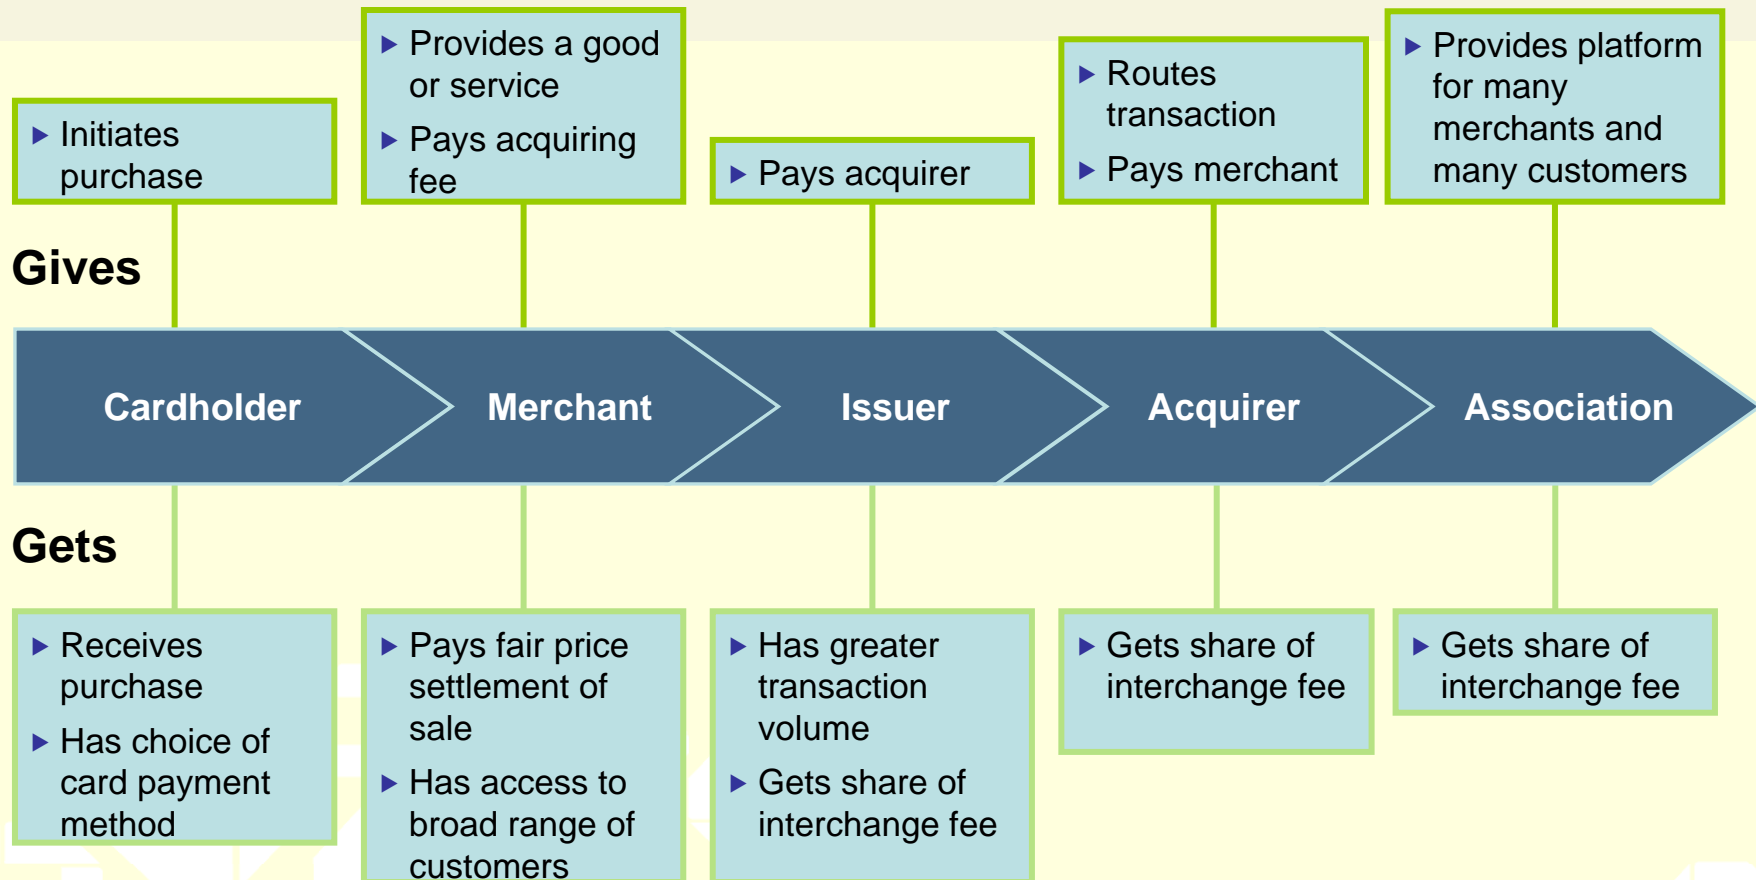 Initiates
purchase
Provides a good
or service
Pays acquiring
fee
Pays acquirer
Routes
transaction
Pays merchant
Provides platform
for many
merchants and
many customers
Gives
Cardholder
Merchant
Issuer
Acquirer
Association
Gets
Receives
purchase
Has choice of
card payment
method
Pays fair price
settlement of
sale
Has access to
broad range of
customers
Has greater
transaction
volume
Gets share of
interchange fee
Gets share of
interchange fee
Gets share of
interchange fee